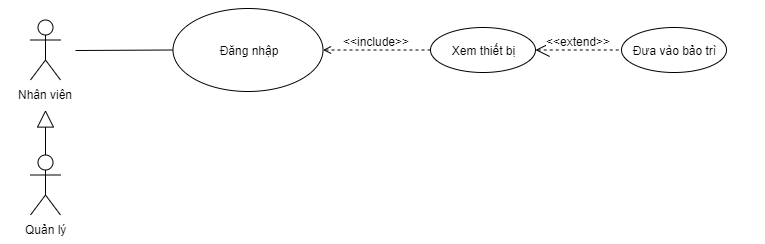 Đăng nhập
<<include>>
Xem thiết bị
<<extend>>
Đưa vào bảo trì
Nhân viên
Quản lý